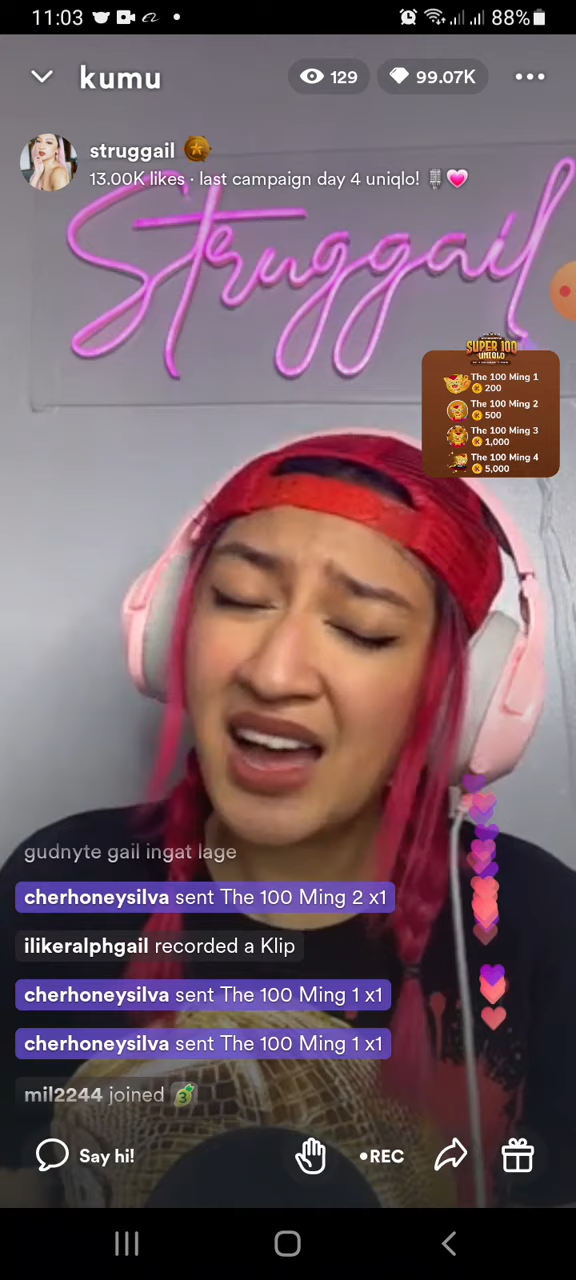 11:03
88%
kumu
129
99.07K
struggail
13.00K likes · last campaign day 4 uniqlo!
Struggail
SUPER 100
UNTOLD
The 100 Ming 1
200
The 100 Ming 2
500
The 100 Ming 3
1,000
The 100 Ming 4
5,000
gudnyte gail ingat lage
cherhoneysilva sent The 100 Ming 2 x1
ilikeralphgail recorded a Klip
cherhoneysilva sent The 100 Ming 1 x1
cherhoneysilva sent The 100 Ming 1 x1
mil2244 joined 3
Say hi!
•REC